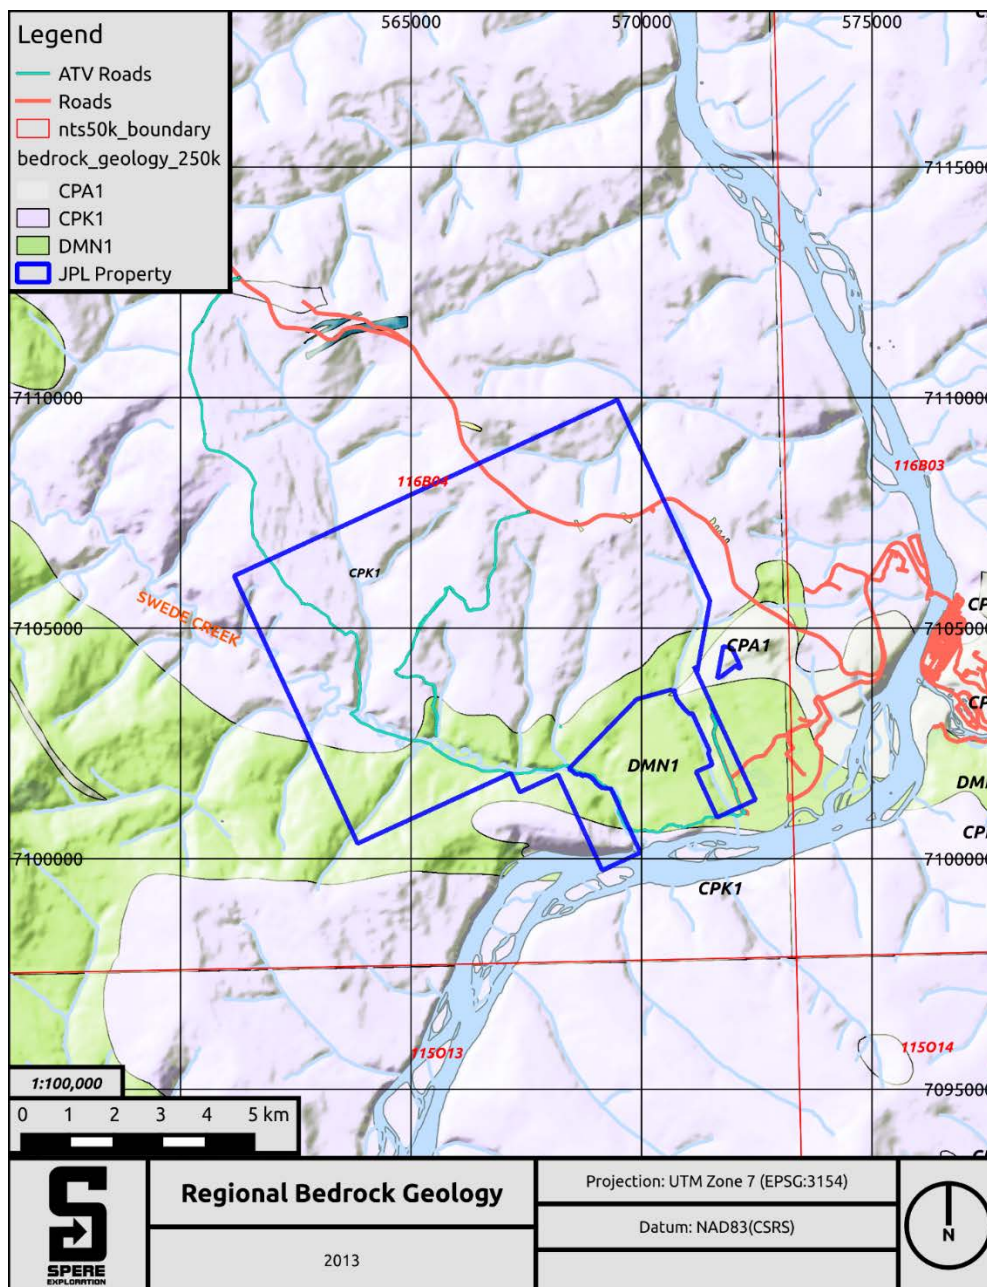 565000
570000
575000
Legend
ATV Roads
Roads
nts50k_boundary
bedrock_geology_250k
CPA1
CPK1
DMN1
JPL Property
7115000
7110000
116B04
116B03
CPK1
SWEDE CREEK
7105000
7105000
CPA1
DMN1
7100000
7100000
CPK1
115O13
115O14
1:100,000
7095000
0 1 2 3 4 5 km
Regional Bedrock Geology
2013
Projection: UTM Zone 7 (EPSG:3154)
Datum: NAD83(CSRS)
N
S
SPERE
EXPLORATION